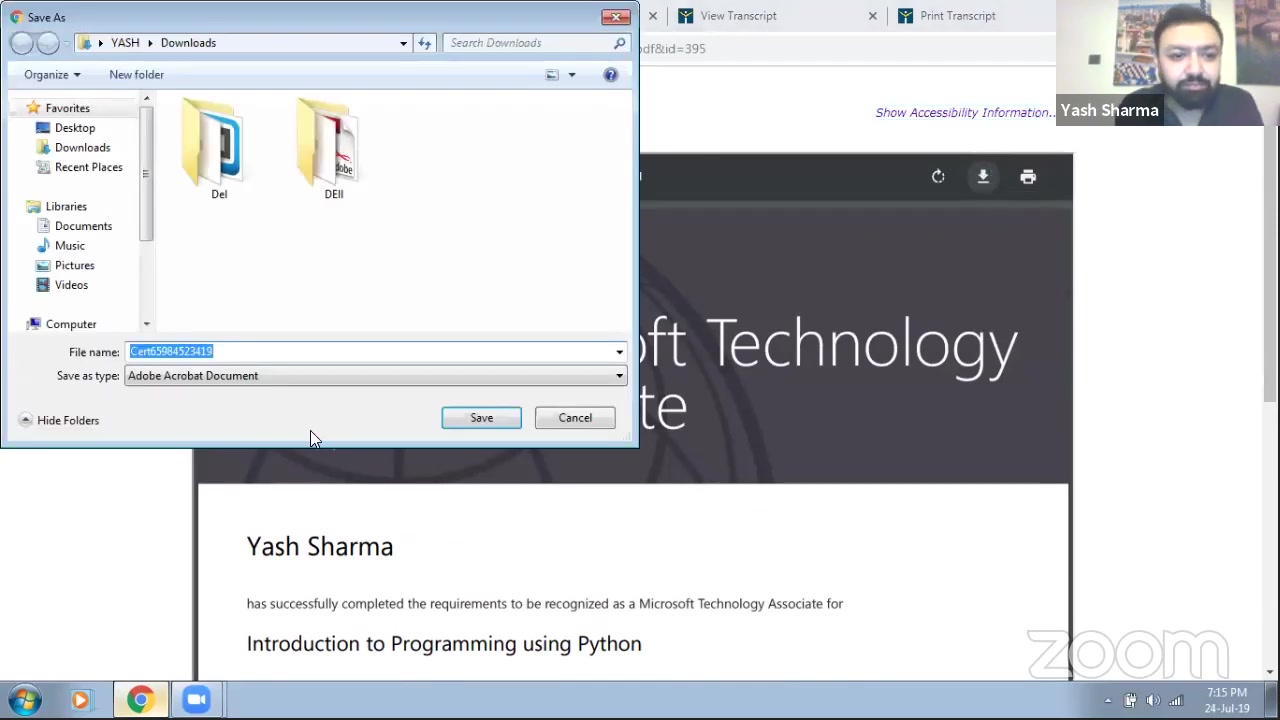 Save As
View Transcript
Print Transcript
YASH
Downloads
Search Downloads
df&id=395
Organize
New folder
Yash Sharma
Show Accessibility Information..
Favorites
Desktop
Downloads
Recent Places
Libraries
Documents
Music
Pictures
Videos
Computer
Del
DEll
Adobe
File name: Cert65984523419
Save as type: Adobe Acrobat Document
Hide Folders
Save
Cancel
oft Technology
te
Yash Sharma
has successfully completed the requirements to be recognized as a Microsoft Technology Associate for
Introduction to Programming using Python
zoom
7:15 PM
24-Jul-19